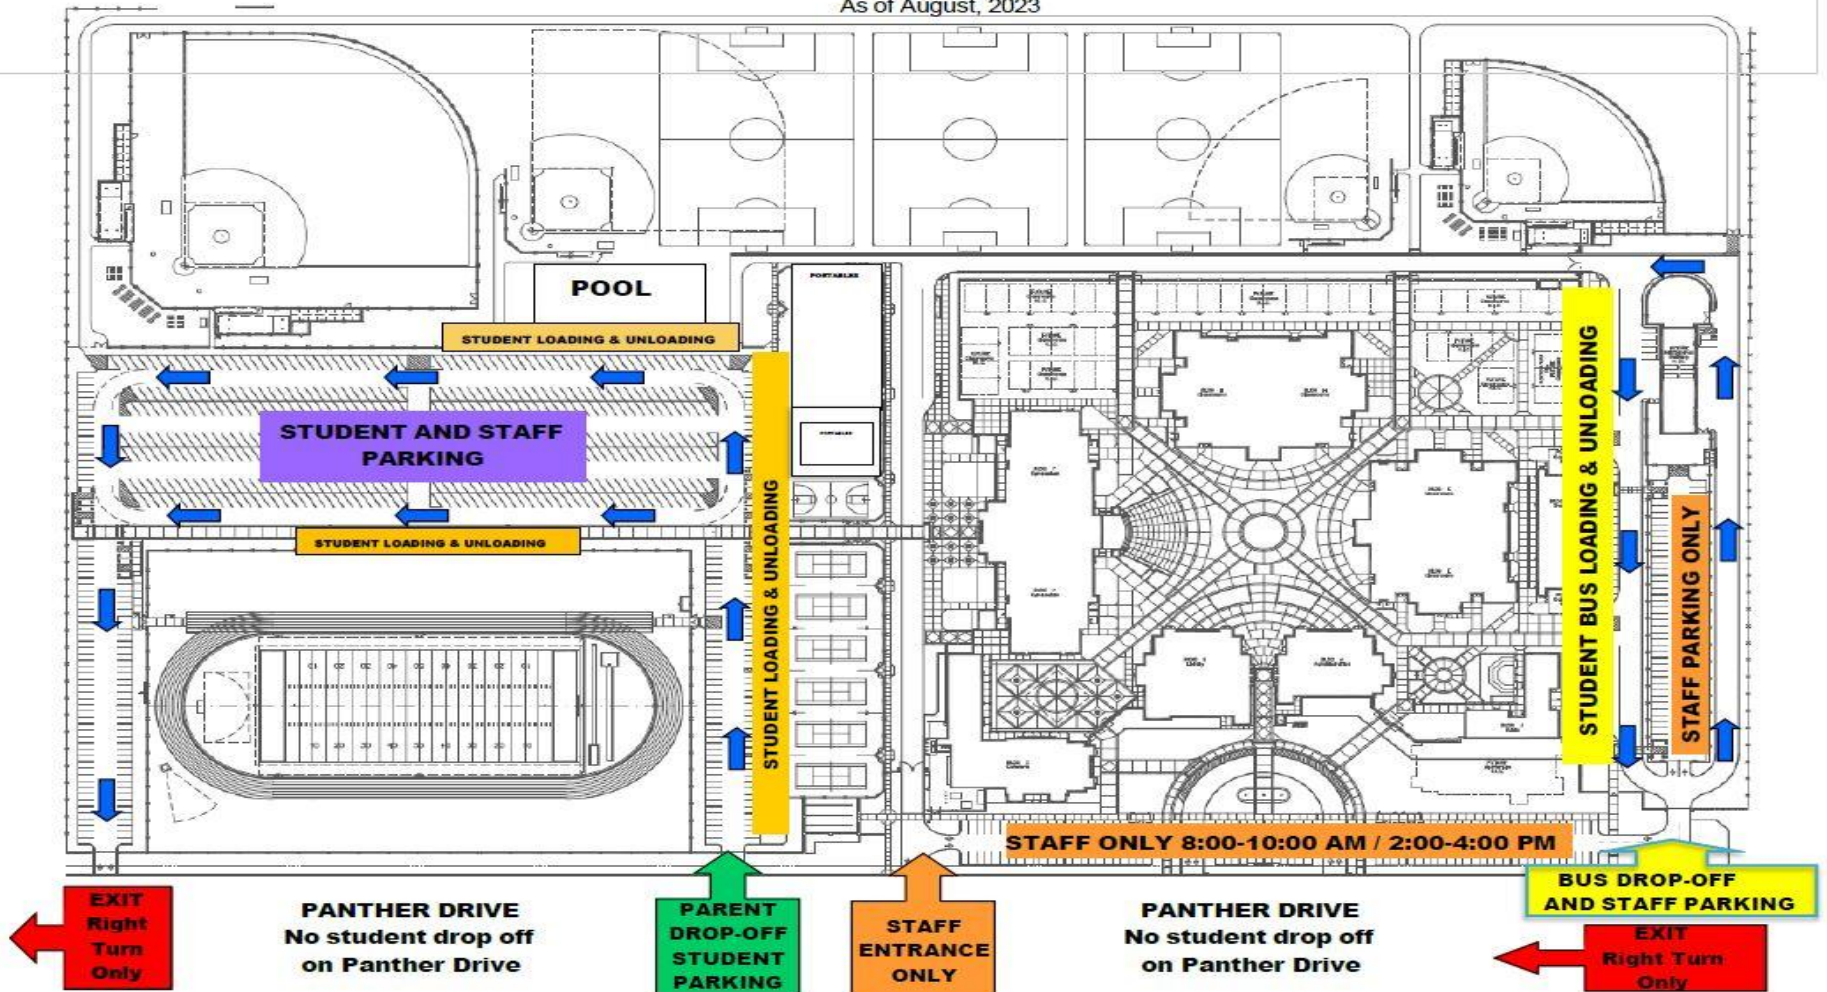 As of August, 2023
POOL
PORTABLES
STUDENT LOADING & UNLOADING
STUDENT AND STAFF
PARKING
PORTABLES
STUDENT LOADING & UNLOADING
STUDENT LOADING & UNLOADING
STUDENT BUS LOADING & UNLOADING
STAFF PARKING ONLY
STAFF ONLY 8:00-10:00 AM / 2:00-4:00 PM
EXIT
Right
Turn
Only
PANTHER DRIVE
No student drop off
on Panther Drive
PARENT
DROP-OFF
STUDENT
PARKING
STAFF
ENTRANCE
ONLY
PANTHER DRIVE
No student drop off
on Panther Drive
BUS DROP-OFF
AND STAFF PARKING
EXIT
Right Turn
Only